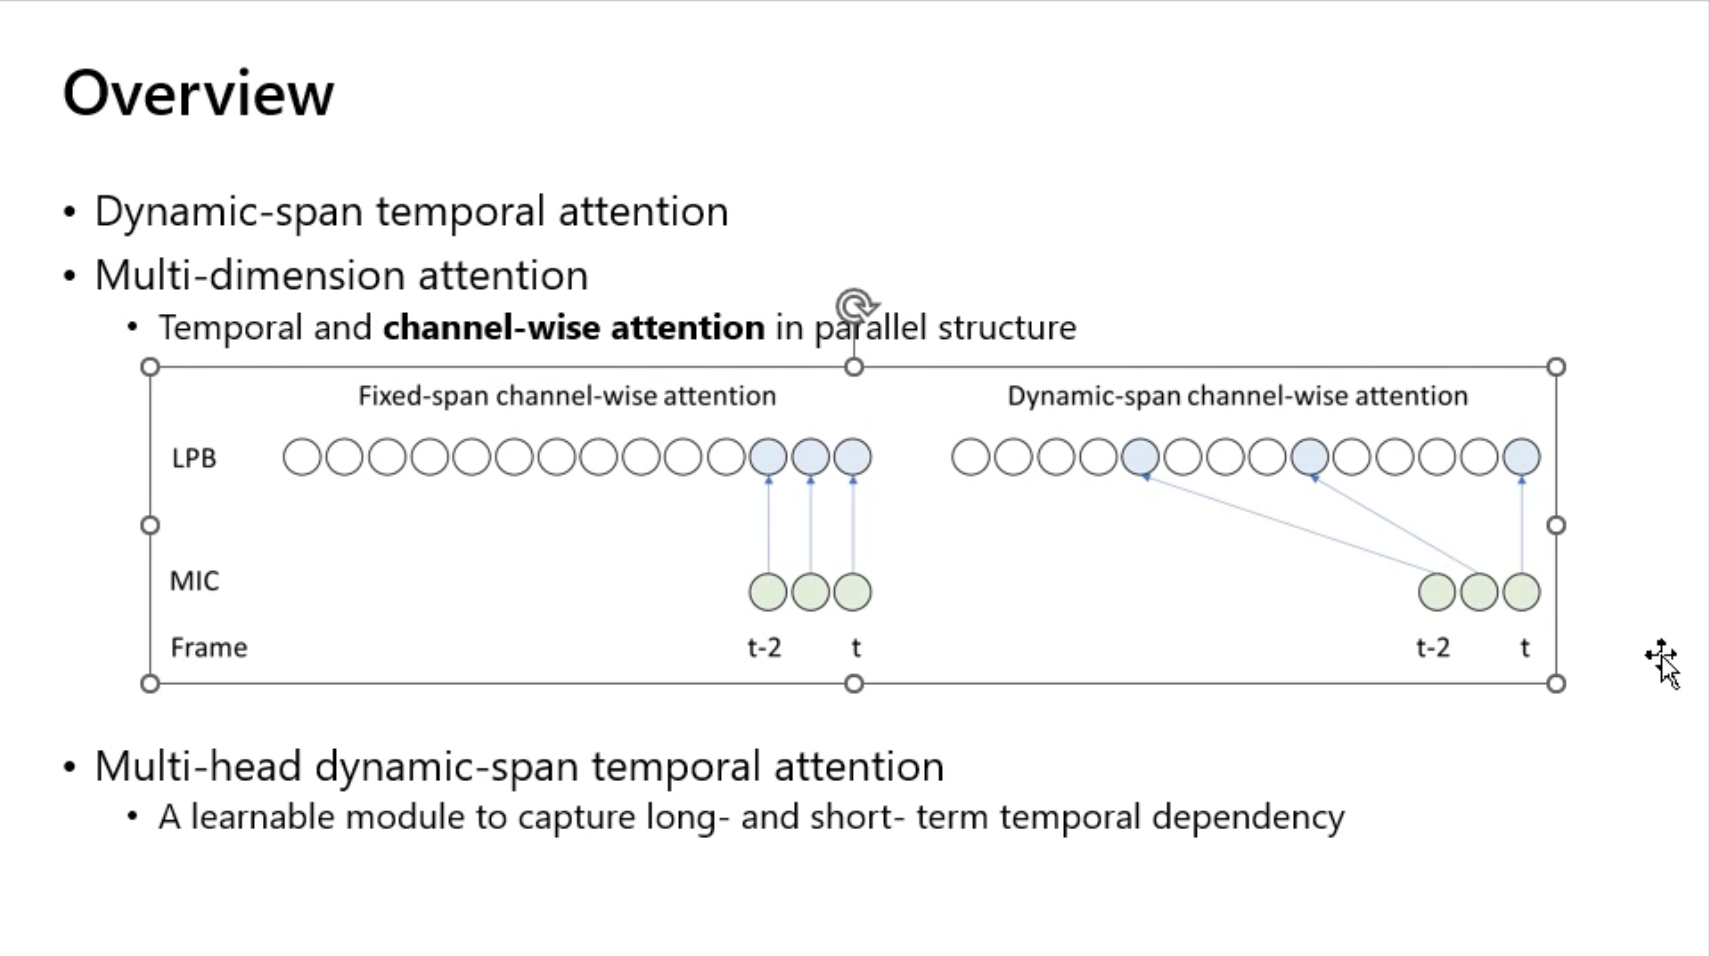 Overview
• Dynamic-span temporal attention
• Multi-dimension attention
• Temporal and channel-wise attention in parallel structure
Fixed-span channel-wise attention
Dynamic-span channel-wise attention
LPB
MIC
Frame
t-2
t
t-2
t
• Multi-head dynamic-span temporal attention
• A learnable module to capture long- and short- term temporal dependency